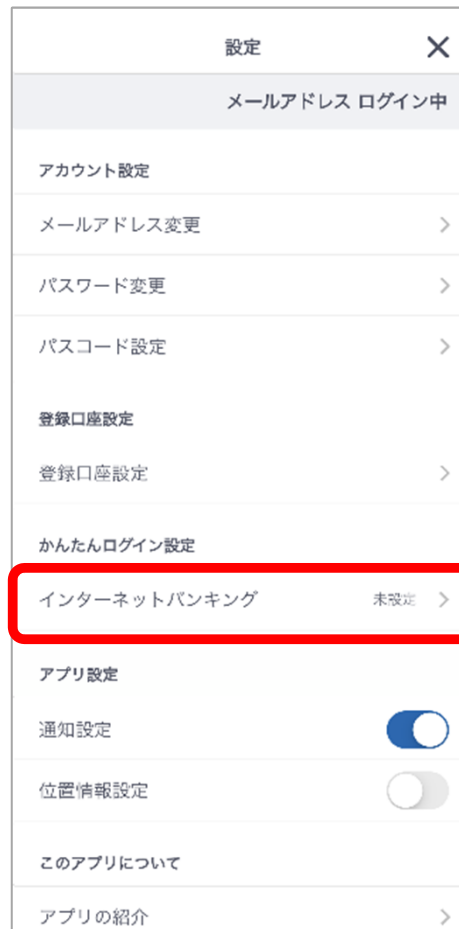 設定
メールアドレス ログイン中
アカウント設定
メールアドレス変更
パスワード変更
パスコード設定
登録口座設定
登録口座設定
かんたんログイン設定
インターネットバンキング 未設定
アプリ設定
通知設定
位置情報設定
このアプリについて
アプリの紹介